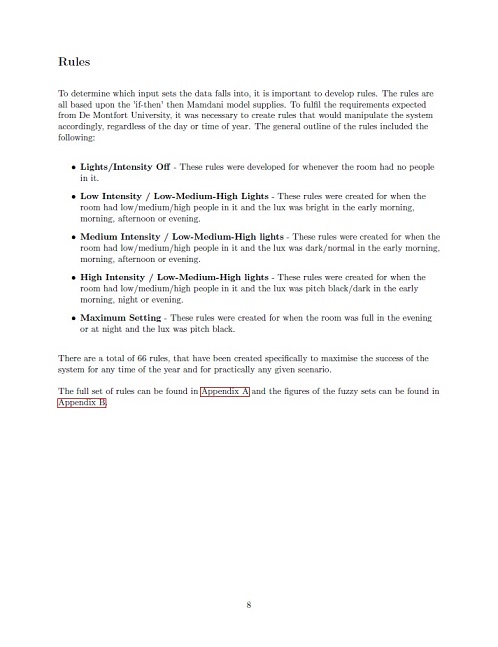 Rules
To determine which input sets the data falls into, it is important to develop rules. The rules are
all based upon the 'if-then' then Mamdani model supplies. To fulfil the requirements expected
from De Montfort University, it was necessary to create rules that would manipulate the system
accordingly, regardless of the day or time of year. The general outline of the rules included the
following:
• Lights/Intensity Off - These rules were developed for whenever the room had no people
in it.
• Low Intensity / Low-Medium-High Lights - These rules were created for when the
room had low/medium/high people in it and the lux was bright in the early morning,
morning, afternoon or evening.
• Medium Intensity / Low-Medium-High lights - These rules were created for when the
room had low/medium/high people in it and the lux was dark/normal in the early morning,
morning, afternoon or evening.
• High Intensity / Low-Medium-High lights - These rules were created for when the
room had low/medium/high people in it and the lux was pitch black/dark in the early
morning, night or evening.
• Maximum Setting - These rules were created for when the room was full in the evening
or at night and the lux was pitch black.
There are a total of 66 rules, that have been created specifically to maximise the success of the
system for any time of the year and for practically any given scenario.
The full set of rules can be found in Appendix A and the figures of the fuzzy sets can be found in
Appendix B.
8